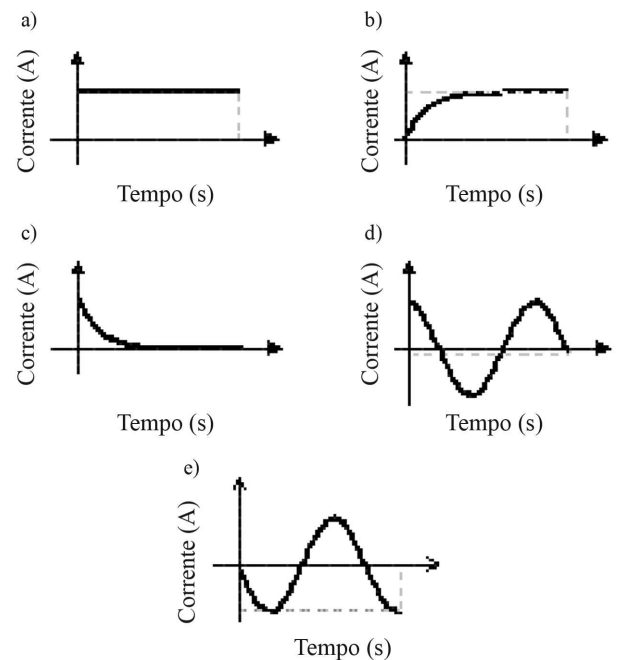 a)
Corrente (A)
Tempo (s)
b)
Corrente (A)
Tempo (s)
c)
Corrente (A)
Tempo (s)
d)
Corrente (A)
Tempo (s)
e)
Corrente (A)
Tempo (s)